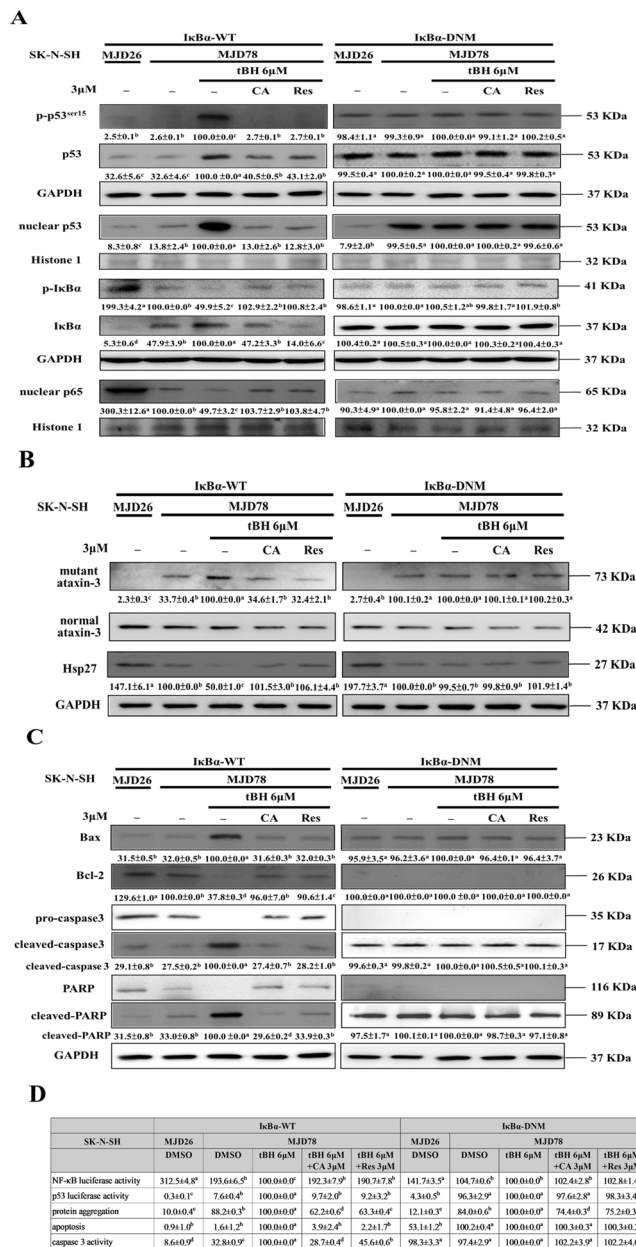 A
IκBα-WT IκBα-DNM
SK-N-SH MJD26 MJD78 MJD26 MJD78
tBH 6μM tBH 6μM
3μM – – – CA Res – – – CA Res
p-p53ser15 53 KDa
2.5±0.1b 2.6±0.1b 100.0±0.0c 2.7±0.1b 2.7±0.1b 98.4±1.1a 99.3±0.9a 100±0.0a 99.1±1.2a 100.2±0.5a
p53 53 KDa
32.6±5.6c 32.6±4.6c 100.0 ±0.0a 40.5±0.5b 43.1±2.0b 99.5±0.4a 100.0±0.2a 100.0±0.0a 99.5±0.4a 99.8±0.3a
GAPDH 37 KDa
nuclear p53 53 KDa
8.3±0.8c 13.8±2.4b 100.0±0.0a 13.0±2.6b 12.8±3.0b 7.9±2.0b 99.5±0.5a 100.0±0.0a 100.0±0.2a 99.6±0.6a
Histone 1 32 KDa
p-IκBα 41 KDa
199.3±4.2a 100.0±0.0b 49.9±5.2c 102.9±2.2b 100.8±2.4b 98.6±1.1a 100.0±0.0a 100.5±1.2ab 99.8±1.7a 101.9±0.8b
IκBα 37 KDa
5.3±0.6d 47.9±3.9b 100.0±0.0a 47.2±3.3b 14.0±6.6c 100.4±0.2a 100.5±0.3a 100.0±0.0a 100.3±0.2a 100.4±0.3a
GAPDH 37 KDa
nuclear p65 65 KDa
300.3±12.6a 100.0±0.0b 49.7±3.2c 103.7±2.9b 103.8±4.7b 90.3±4.9a 100.0±0.0a 95.8±2.2a 91.4±4.8a 96.4±2.0a
Histone 1 32 KDa
B
IκBα-WT IκBα-DNM
SK-N-SH MJD26 MJD78 MJD26 MJD78
tBH 6μM tBH 6μM
3μM – – – CA Res – – – CA Res
mutant
ataxin-3 73 KDa
2.3±0.3c 33.7±0.4b 100.0±0.0a 34.6±1.7b 32.4±2.1b 2.7±0.4b 100.1±0.2a 100.0±0.0a 100.1±0.1a 100.2±0.3a
normal
ataxin-3 42 KDa
Hsp27 27 KDa
147.1±6.1a 100.0±0.0b 50.0±1.0c 101.5±3.0b 106.1±4.4b 197.7±3.7a 100.0±0.0b 99.5±0.7b 99.8±0.9b 101.9±1.4b
GAPDH 37 KDa
C
IκBα-WT IκBα-DNM
SK-N-SH MJD26 MJD78 MJD26 MJD78
tBH 6μM tBH 6μM
3μM – – – CA Res – – – CA Res
Bax 23 KDa
31.5±0.5b 32.0±0.5b 100.0±0.0a 31.6±0.3b 32.0±0.3b 95.9±3.5a 96.2±3.6a 100.0±0.0a 96.4±0.1a 96.4±3.7a
Bcl-2 26 KDa
129.6±1.0a 100.0±0.0b 37.8±0.3d 96.0±7.0b 90.6±1.4c 100.0±0.0a 100.0±0.0a 100.0±0.0a 100.0±0.0a 100.0±0.0a
pro-caspase3 35 KDa
cleaved-caspase3 17 KDa
cleaved-caspase 3 29.1±0.8b 27.5±0.2b 100.0±0.0a 27.4±0.7b 28.2±1.0b 99.6±0.3a 99.8±0.2a 100.0±0.0a 100.5±0.5a 100.1±0.3a
PARP 116 KDa
cleaved-PARP 89 KDa
cleaved-PARP 31.5±0.8b 33.0±0.8b 100.0 ±0.0a 29.6±0.2d 33.9±0.3b 97.5±1.7a 100.1±0.1a 100.0±0.0a 98.7±0.3a 97.1±0.8a
GAPDH 37 KDa
D
IκBα-WT IκBα-DNM
SK-N-SH MJD26 MJD78 MJD26 MJD78
DMSO DMSO tBH 6μM tBH 6μM tBH 6μM DMSO DMSO tBH 6μM tBH 6μM tBH 6μM
+CA 3μM +Res 3μM +CA 3μM +Res 3μM
NF-κB luciferase activity 312.5±4.8a 193.6±6.5b 100.0±0.0c 192.3±7.9b 190.7±7.8b 141.7±3.5a 104.7±0.6b 100.0±0.0b 102.4±2.8b 102.8±1.4
p53 luciferase activity 0.3±0.1c 7.6±0.4b 100.0±0.0a 9.7±2.0b 9.2±3.2b 4.3±0.5b 96.3±2.9a 100.0±0.0a 97.6±2.8a 98.3±3.4
protein aggregation 10.0±0.4c 88.2±0.3b 100.0±0.0a 62.2±0.6d 63.3±0.4c 12.1±0.3c 84.0±0.6b 100.0±0.0a 74.4±0.3d 75.2±0.3
apoptosis 0.9±1.0b 1.6±1.2b 100.0±0.0a 3.9±2.4b 2.2±1.7b 53.1±1.2b 100.2±0.4a 100.0±0.0a 100.3±0.3a 100.3±0.3
caspase 3 activity 8.6±0.9d 32.8±0.9c 100.0±0.0a 28.7±0.4d 45.6±0.6b 98.3±3.3a 97.4±2.9a 100.0±0.0a 102.2±3.9a 102.2±4.0